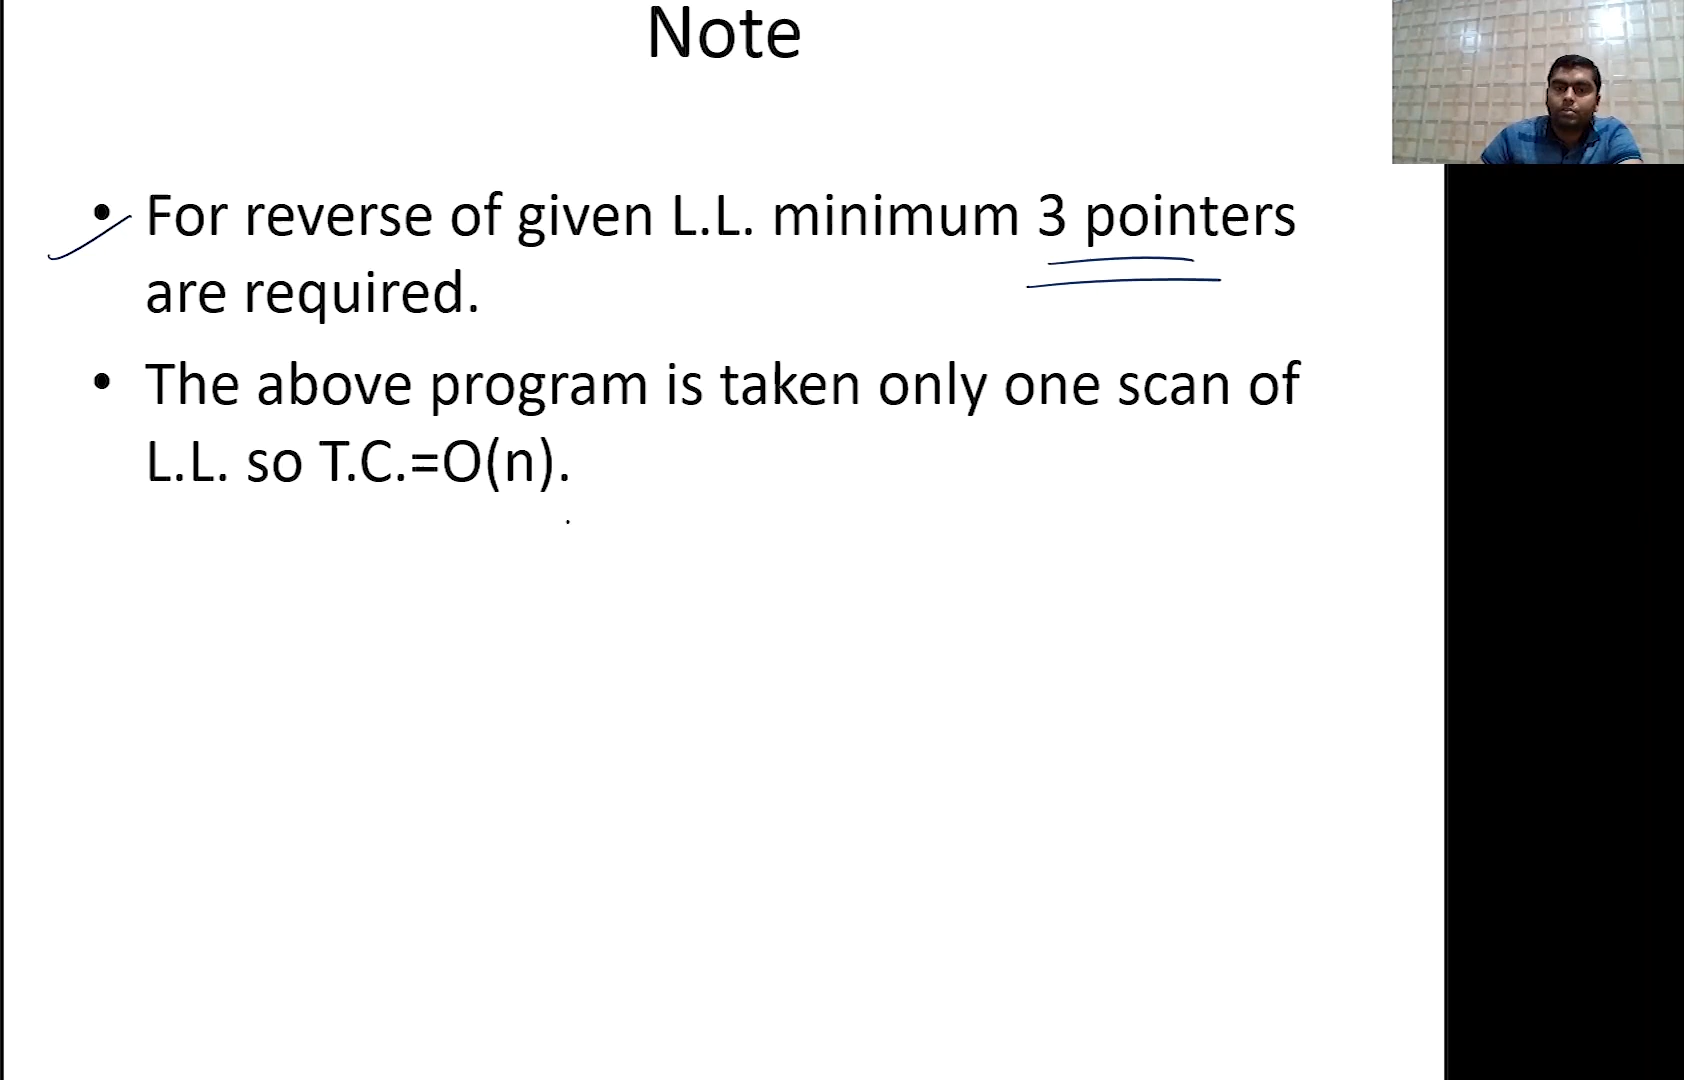 Note
• For reverse of given L.L. minimum 3 pointers
are required.
• The above program is taken only one scan of
L.L. so T.C.=O(n).